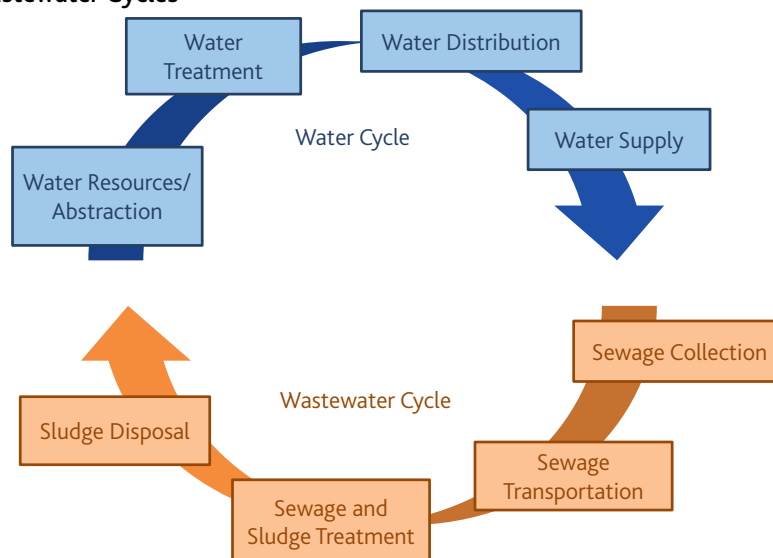 Cycles
Water
Treatment
Water Distribution
Water Cycle
Water Supply
Water Resources/
Abstraction
Sewage Collection
Wastewater Cycle
Sludge Disposal
Sewage
Transportation
Sewage and
Sludge Treatment